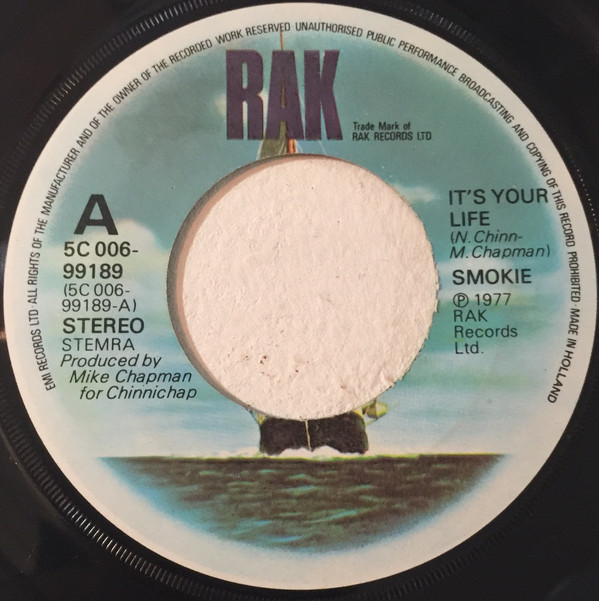 EMI RECORDS LTD · ALL RIGHTS OF THE MANUFACTURER AND OF THE OWNER OF THE RECORDED WORK RESERVED UNAUTHORISED PUBLIC PERFORMANCE BROADCASTING AND COPYING OF THIS RECORD PROHIBITED · MADE IN HOLLAND
RAK
Trade Mark of
RAK RECORDS LTD
A
5C 006-
99189
(5C 006-
99189-A)
STEREO
STEMRA
Produced by
Mike Chapman
for Chinnichap
IT'S YOUR
LIFE
(N. Chinn-
M. Chapman)
SMOKIE
℗ 1977
RAK
Records
Ltd.